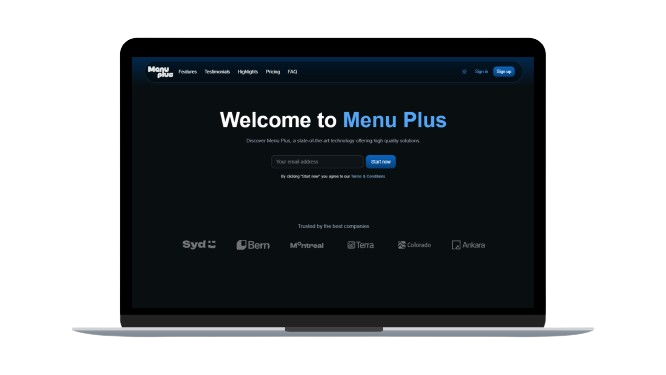 Menu plus
Features Testimonials Highlights Pricing FAQ Sign in Sign up
Welcome to Menu Plus
Discover Menu Plus, a state-of-the-art technology offering high quality solutions.
Your email address Start now
By clicking "Start now" you agree to our Terms & Conditions.
Trusted by the best companies
Syd Bern Montreal Terra Colorado Ankara